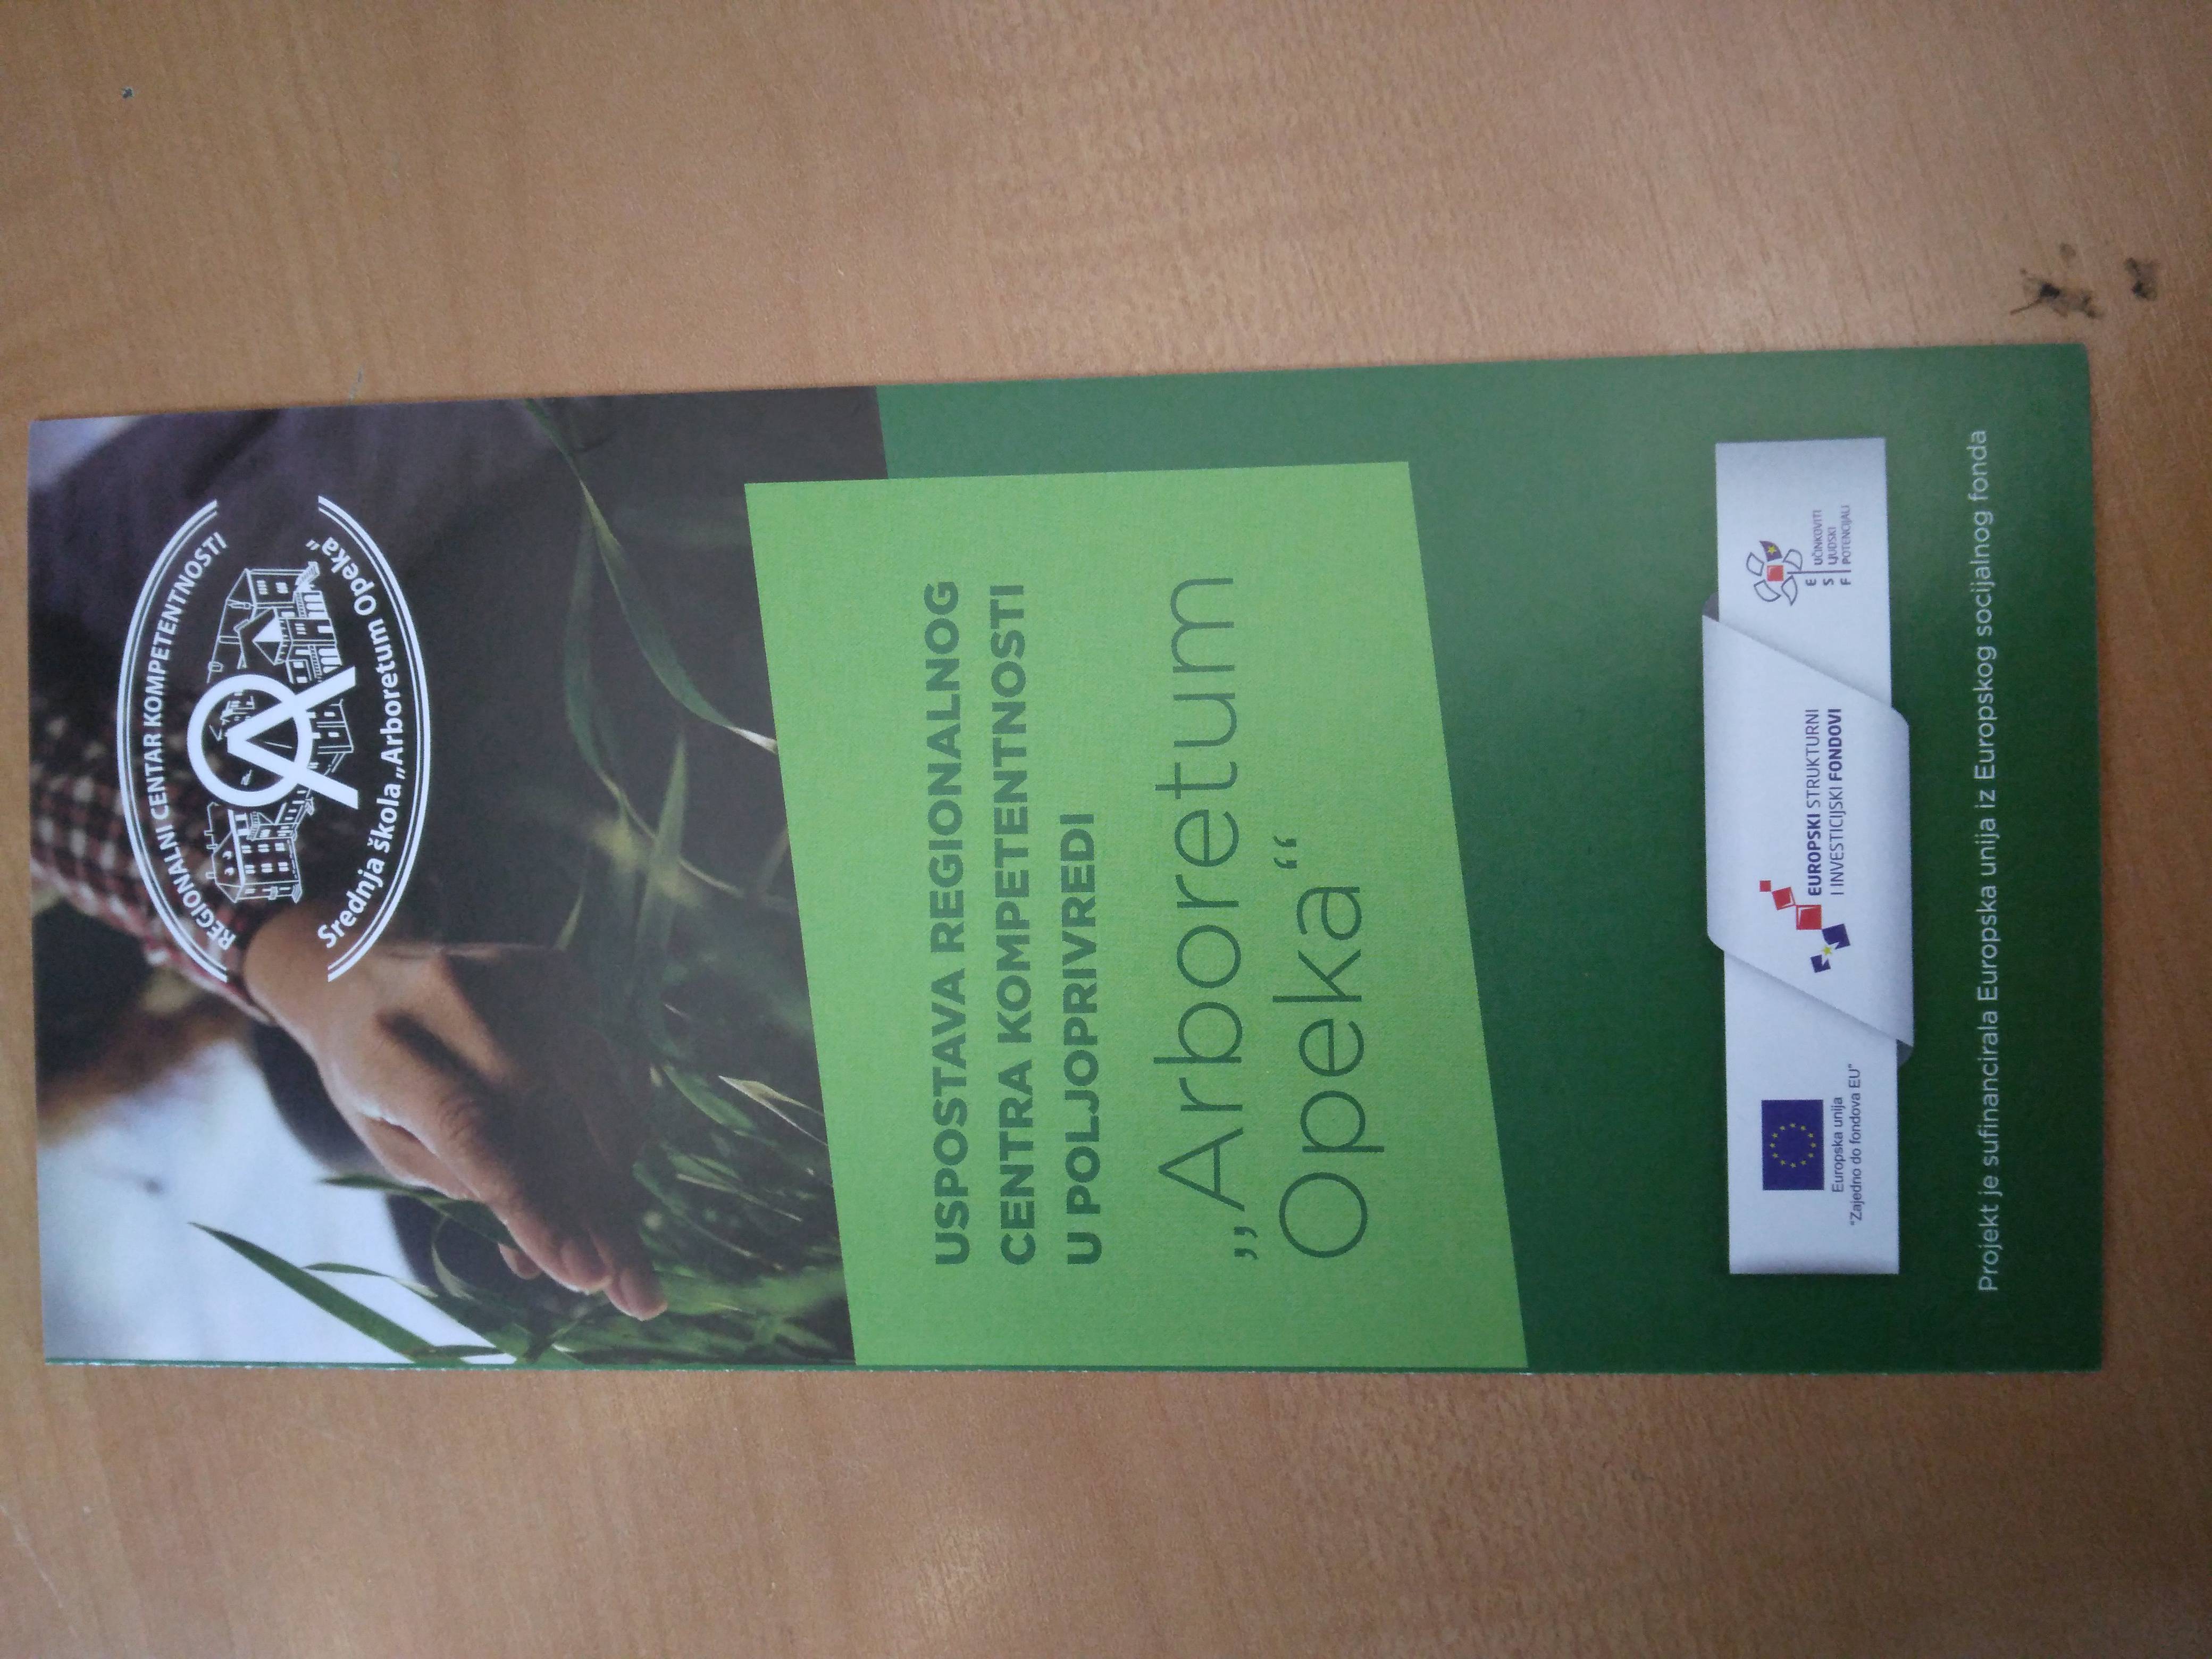 REGIONALNI CENTAR KOMPETENTNOSTI
Srednja škola „Arboretum Opeka“
USPOSTAVA REGIONALNOG
CENTRA KOMPETENTNOSTI
U POLJOPRIVREDI
„Arboretum
Opeka“
Europska unija
"Zajedno do fondova EU"
EUROPSKI STRUKTURNI
I INVESTICIJSKI FONDOVI
E UČINKOVITI
S LJUDSKI
F POTENCIJALI
Projekt je sufinancirala Europska unija iz Europskog socijalnog fonda